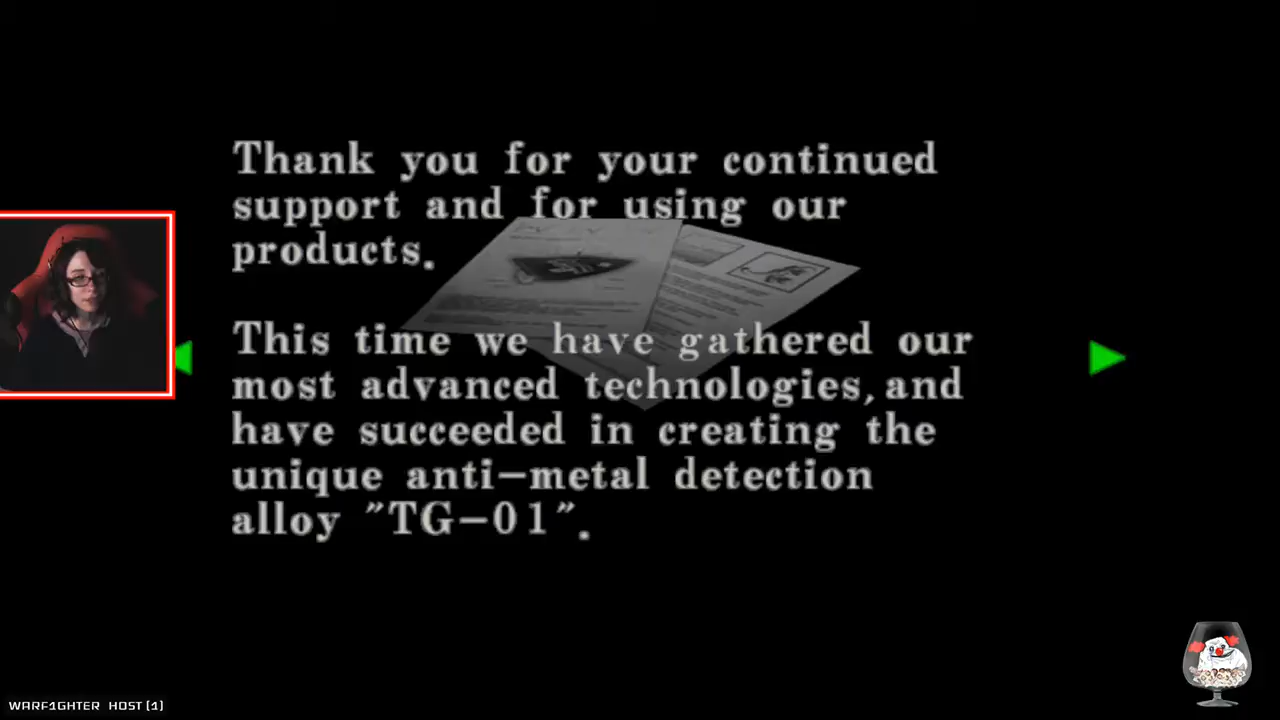 Thank you for your continued
support and for using our
products.
This time we have gathered our
most advanced technologies, and
have succeeded in creating the
unique anti-metal detection
alloy "TG-01".
WARF1GHTER HOST [1]